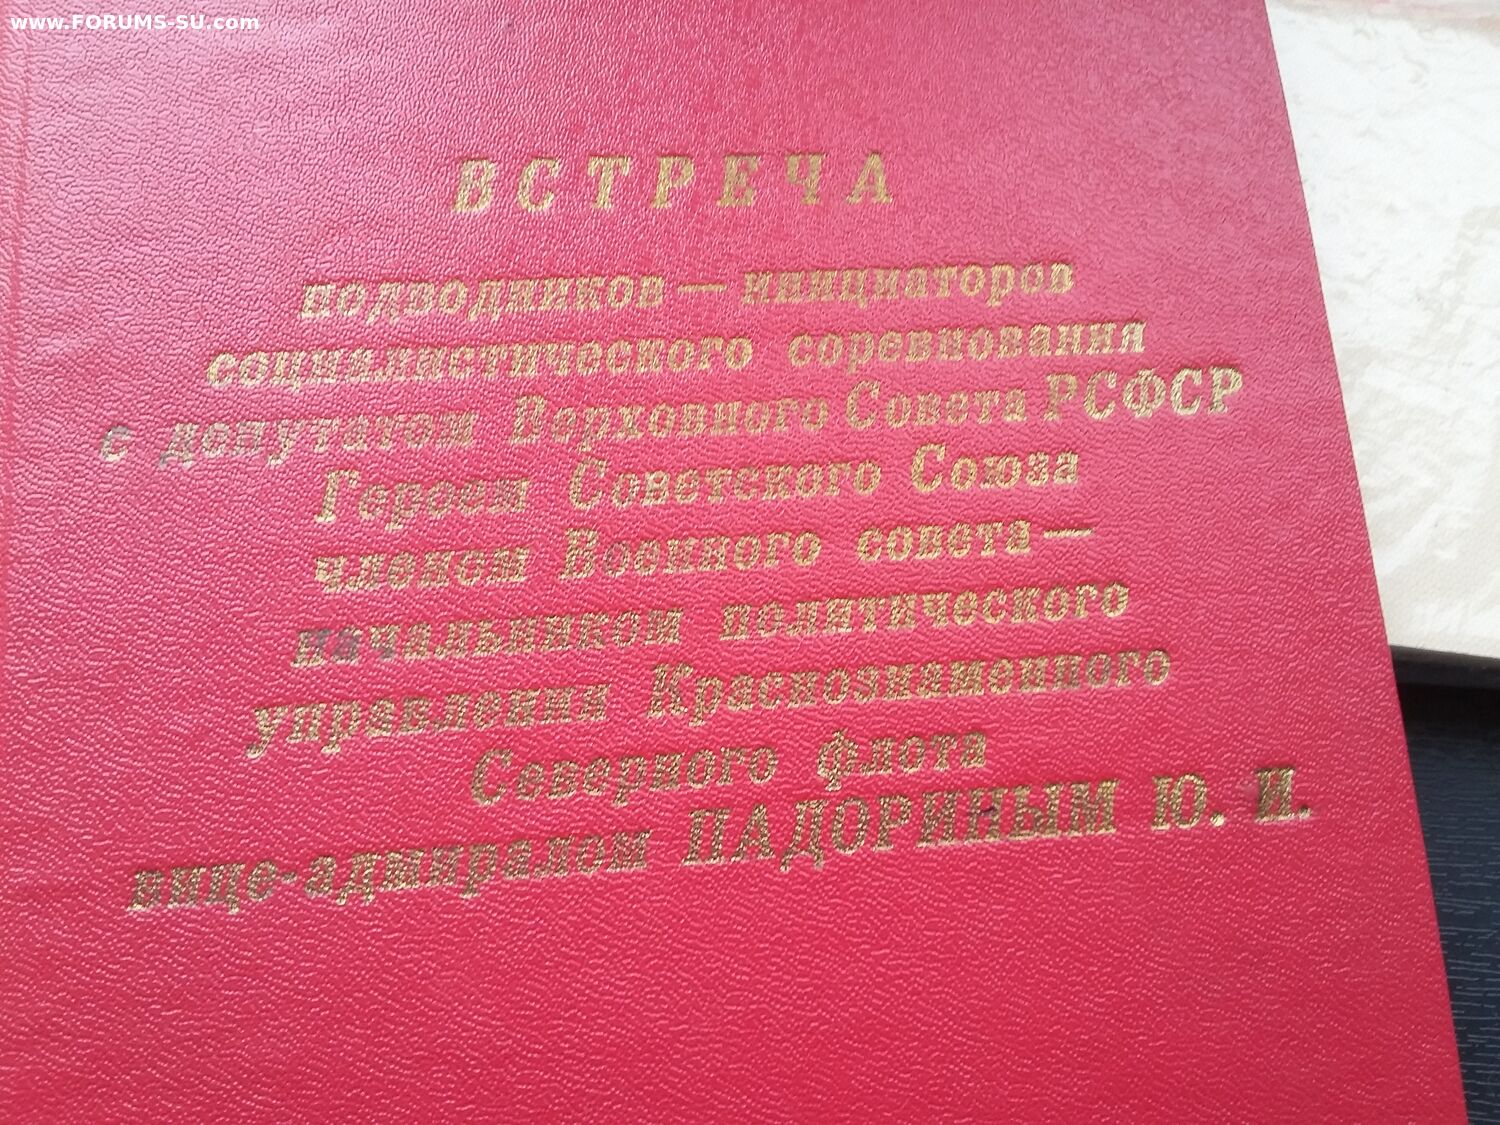 www.FORUMS-SU.com
ВСТРЕЧА
подводников — инициаторов
социалистического соревнования
с депутатом Верховного Совета РСФСР
Героем Советского Союза
членом Военного совета —
начальником политического
управления Краснознаменного
Северного флота
вице-адмиралом ПАДОРИНЫМ Ю. И.